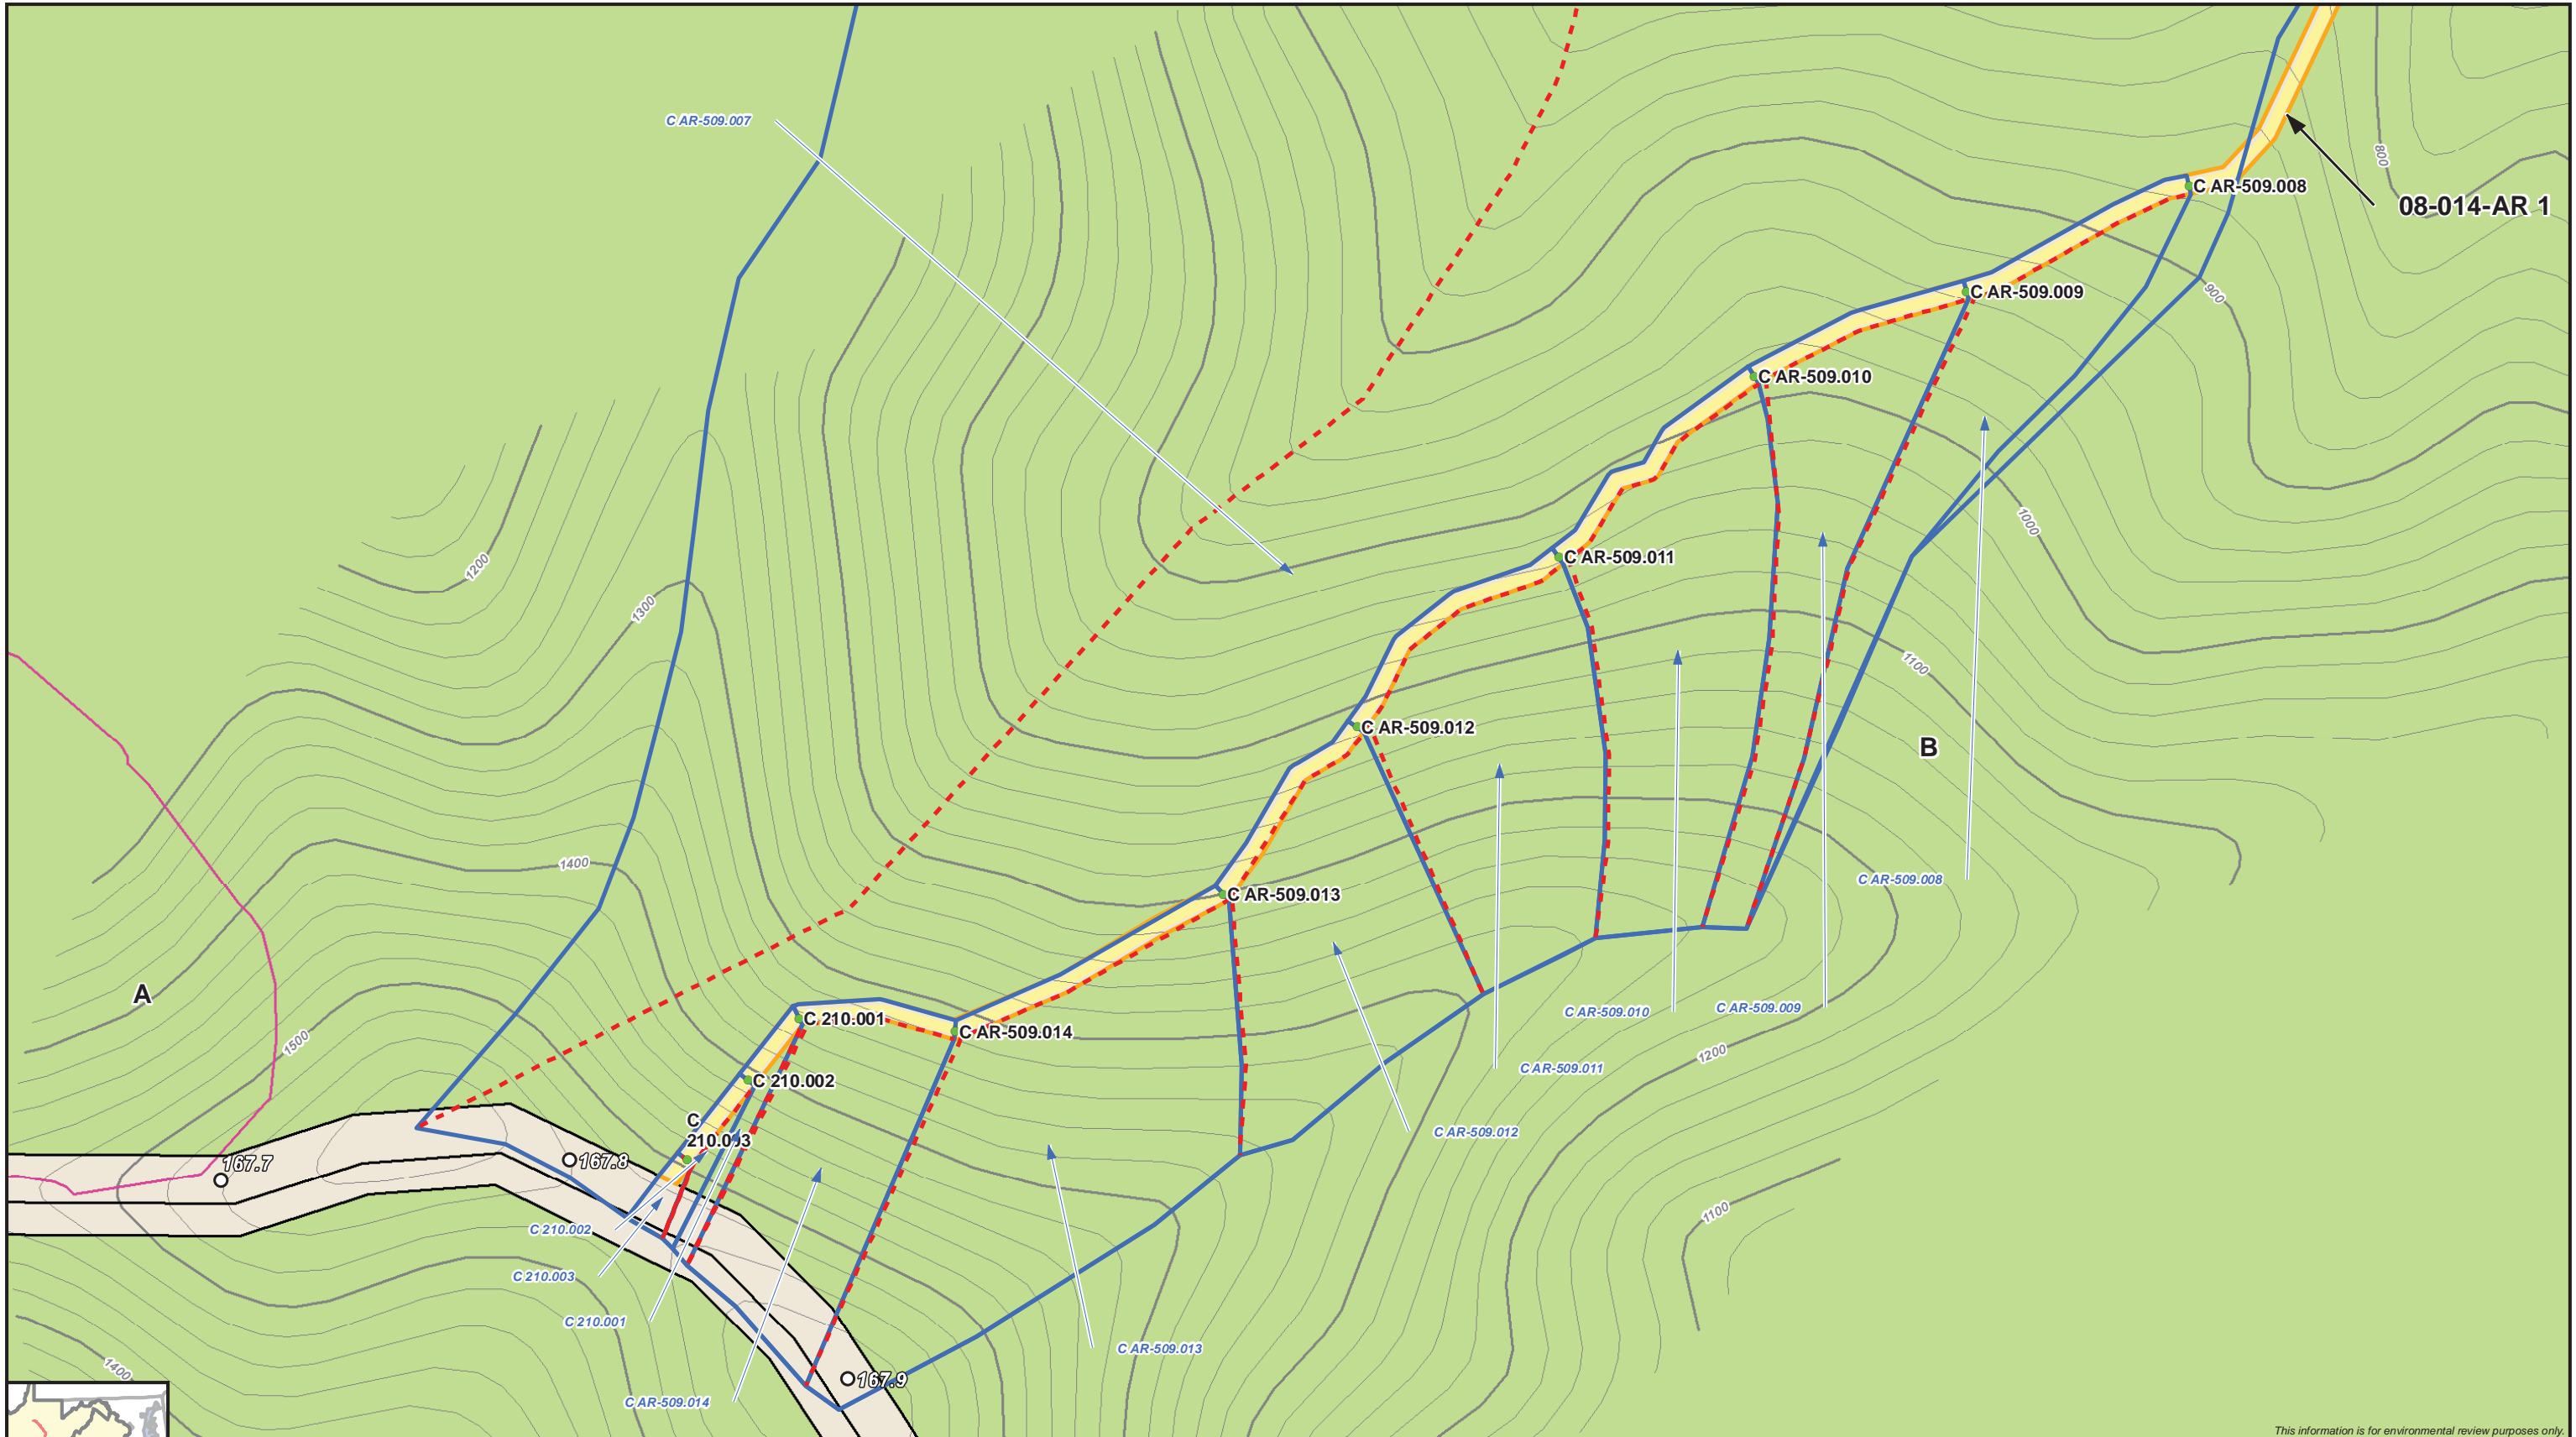 C AR-509.007
800
C AR-509.008
08-014-AR 1
C AR-509.009
900
C AR-509.010
1000
C AR-509.011
1200
1300
1100
C AR-509.012
B
1400
C AR-509.008
C AR-509.013
A
C 210.001
C AR-509.010
C AR-509.009
C AR-509.014
1500
1200
C AR-509.011
C 210.002
C
210.003
C AR-509.012
167.7
167.8
1100
C 210.002
C 210.003
C 210.001
C AR-509.013
1400
167.9
C AR-509.014
This information is for environmental review purposes only.